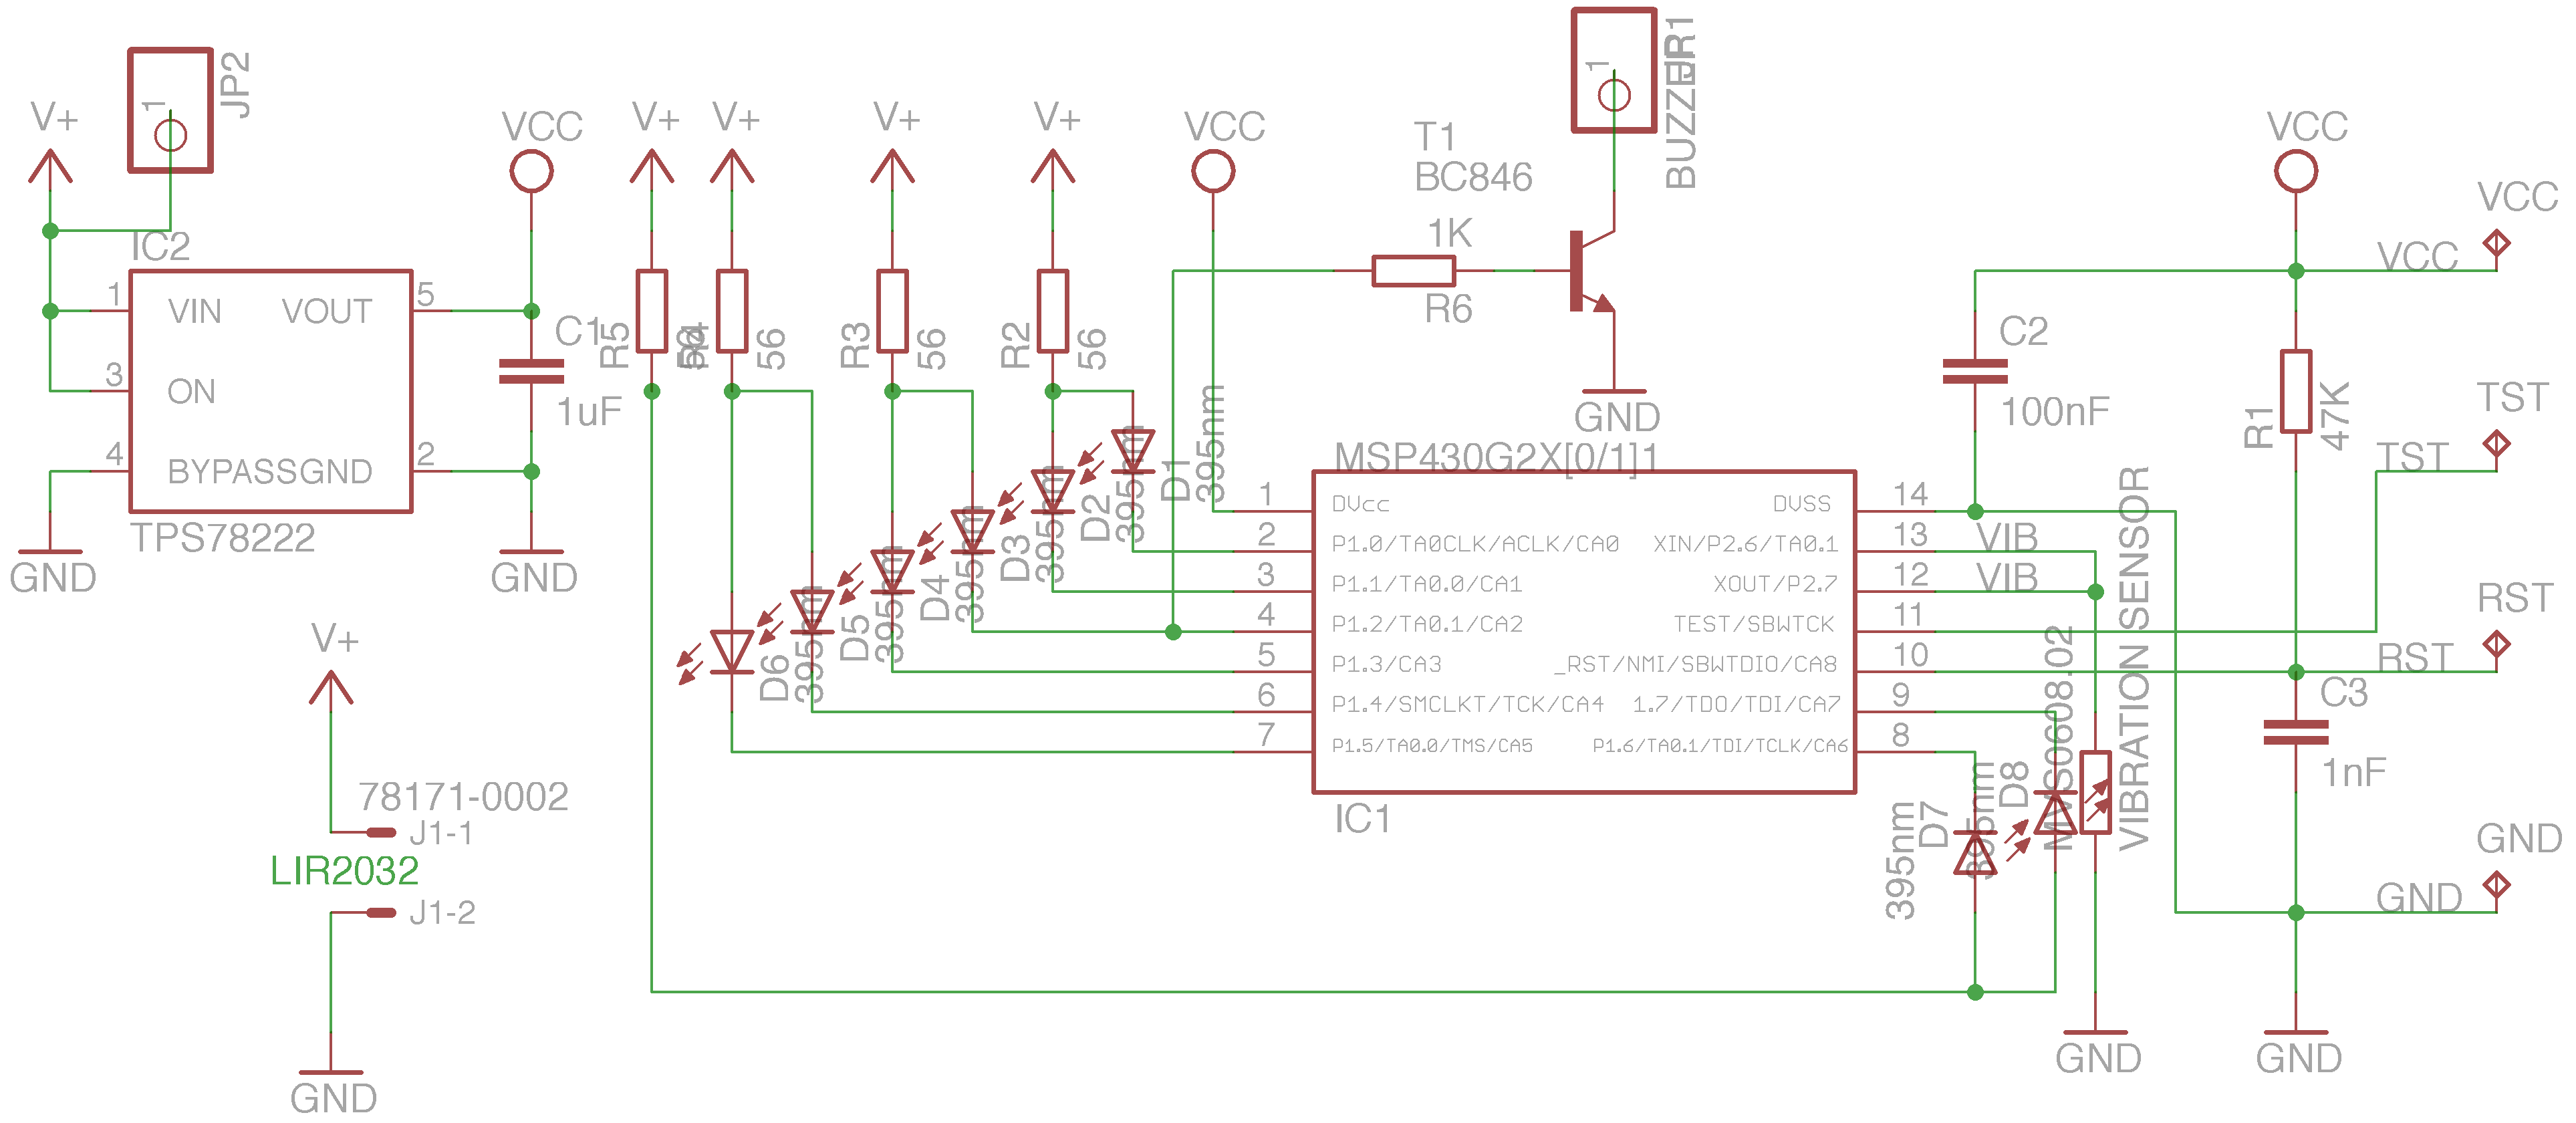 V+
JP2
1
IC2
1 VIN VOUT 5
3 ON
4 BYPASSGND 2
TPS78222
GND
VCC
C1
1uF
GND
V+
78171-0002
J1-1
LIR2032
J1-2
GND
V+
R5
56
V+
R4
56
V+
R3
56
V+
R2
56
D1
395nm
D2
395nm
D3
395nm
D4
395nm
D5
395nm
D6
395nm
VCC
T1
BC846
1K
R6
BUZZER
JR1
1
GND
MSP430G2X[0/1]1
1 DVcc DVSS 14
2 P1.0/TA0CLK/ACLK/CA0 XIN/P2.6/TA0.1 13
3 P1.1/TA0.0/CA1 XOUT/P2.7 12
4 P1.2/TA0.1/CA2 TEST/SBWTCK 11
5 P1.3/CA3 _RST/NMI/SBWTDIO/CA8 10
6 P1.4/SMCLKT/TCK/CA4 1.7/TDO/TDI/CA7 9
7 P1.5/TA0.0/TMS/CA5 P1.6/TA0.1/TDI/TCLK/CA6 8
IC1
VIB
VIB
D7
395nm
D8
395nm
MVS0608.02
VIBRATION SENSOR
GND
C2
100nF
VCC
R1
47K
C3
1nF
GND
VCC
VCC
TST
TST
RST
RST
GND
GND